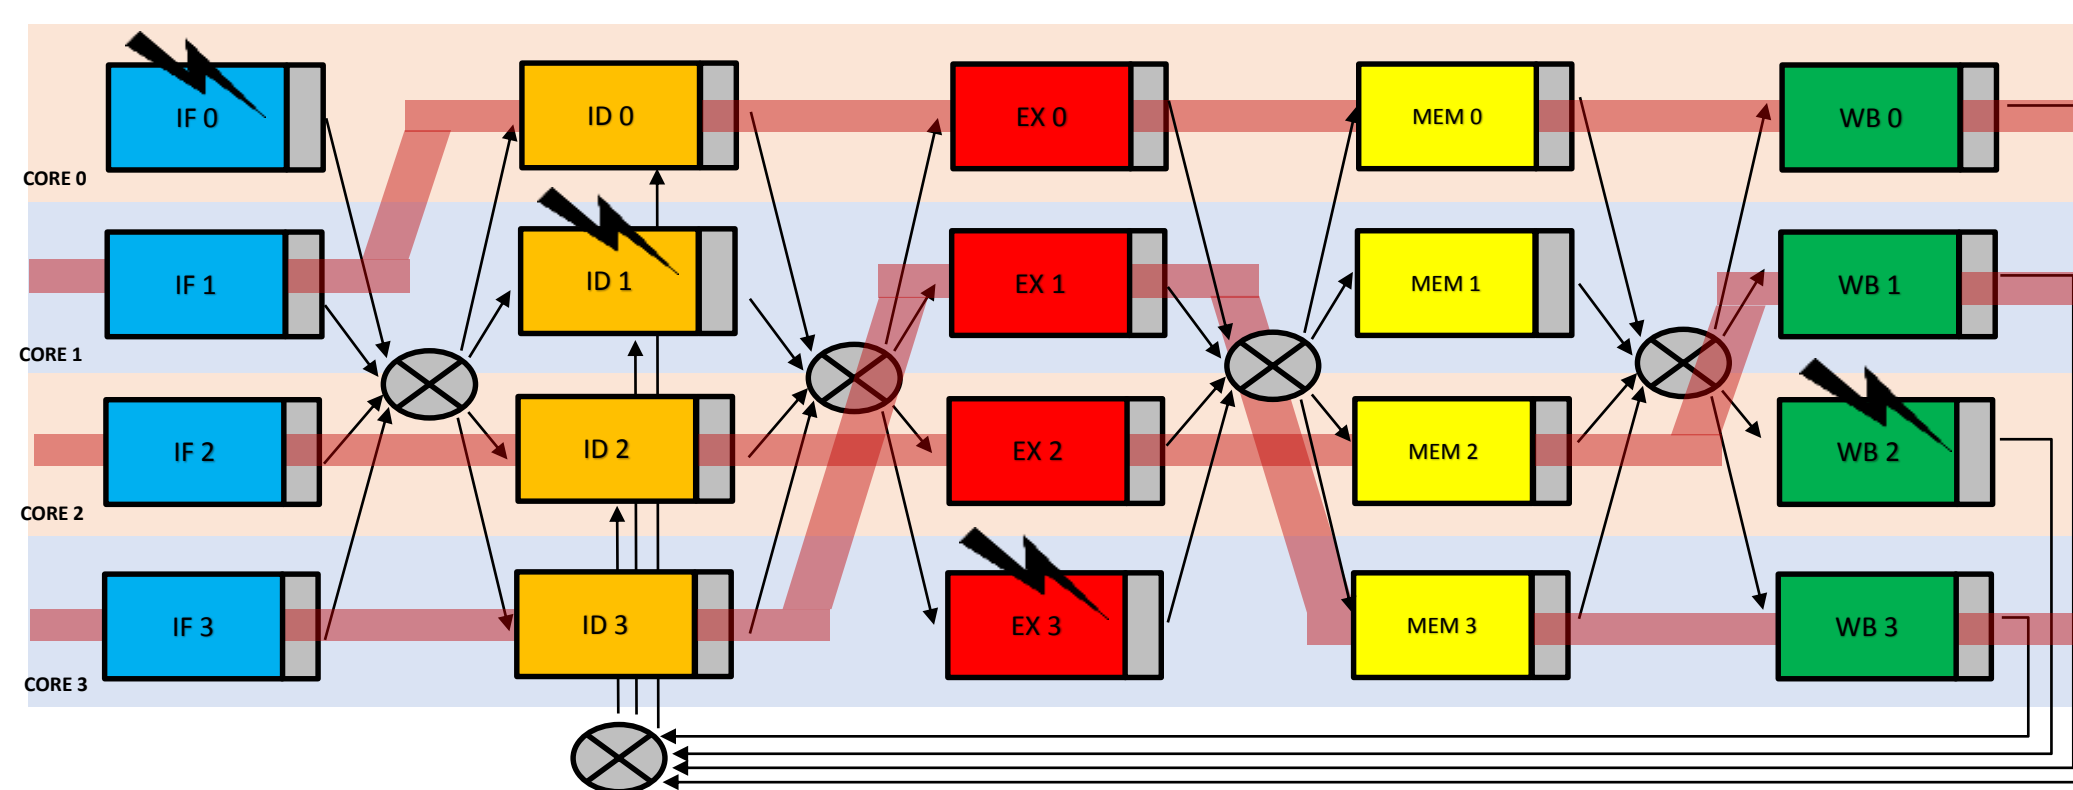 IF 0
ID 0
EX 0
MEM 0
WB 0
CORE 0
IF 1
ID 1
EX 1
MEM 1
WB 1
CORE 1
IF 2
ID 2
EX 2
MEM 2
WB 2
CORE 2
IF 3
ID 3
EX 3
MEM 3
WB 3
CORE 3